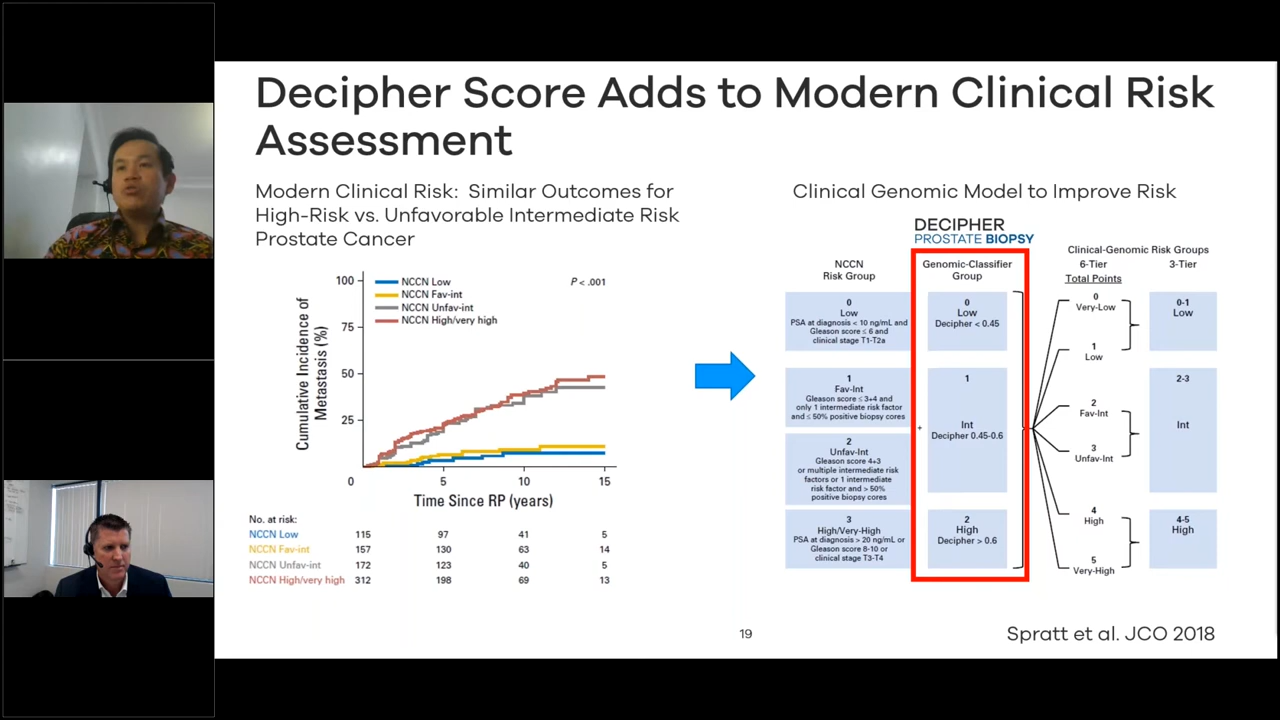 Decipher Score Adds to Modern Clinical Risk
Assessment
Modern Clinical Risk: Similar Outcomes for
High-Risk vs. Unfavorable Intermediate Risk
Prostate Cancer
Cumulative Incidence of
Metastasis (%)
100
75
50
25
NCCN Low
NCCN Fav-int
NCCN Unfav-int
NCCN High/very high
P < .001
0 5 10 15
Time Since RP (years)
No. at risk:
NCCN Low 115 97 41 5
NCCN Fav-int 157 130 63 14
NCCN Unfav-int 172 123 40 5
NCCN High/very high 312 198 69 13
Clinical Genomic Model to Improve Risk
DECIPHER
PROSTATE BIOPSY
NCCN
Risk Group
0
Low
PSA at diagnosis < 10 ng/mL and
Gleason score ≤ 6 and
clinical stage T1-T2a
1
Fav-Int
Gleason score ≤ 3+4 and
only 1 intermediate risk factor
and ≤ 50% positive biopsy cores
2
Unfav-Int
Gleason score 4+3
or multiple intermediate risk
factors or 1 intermediate
risk factor and > 50%
positive biopsy cores
3
High/Very-High
PSA at diagnosis > 20 ng/mL or
Gleason score 8-10 or
clinical stage T3-T4
+
Genomic-Classifier
Group
0
Low
Decipher < 0.45
1
Int
Decipher 0.45-0.6
2
High
Decipher > 0.6
Clinical-Genomic Risk Groups
6-Tier 3-Tier
Total Points
0
Very-Low
1
Low
2
Fav-Int
3
Unfav-Int
4
High
5
Very-High
0-1
Low
2-3
Int
4-5
High
19
Spratt et al. JCO 2018